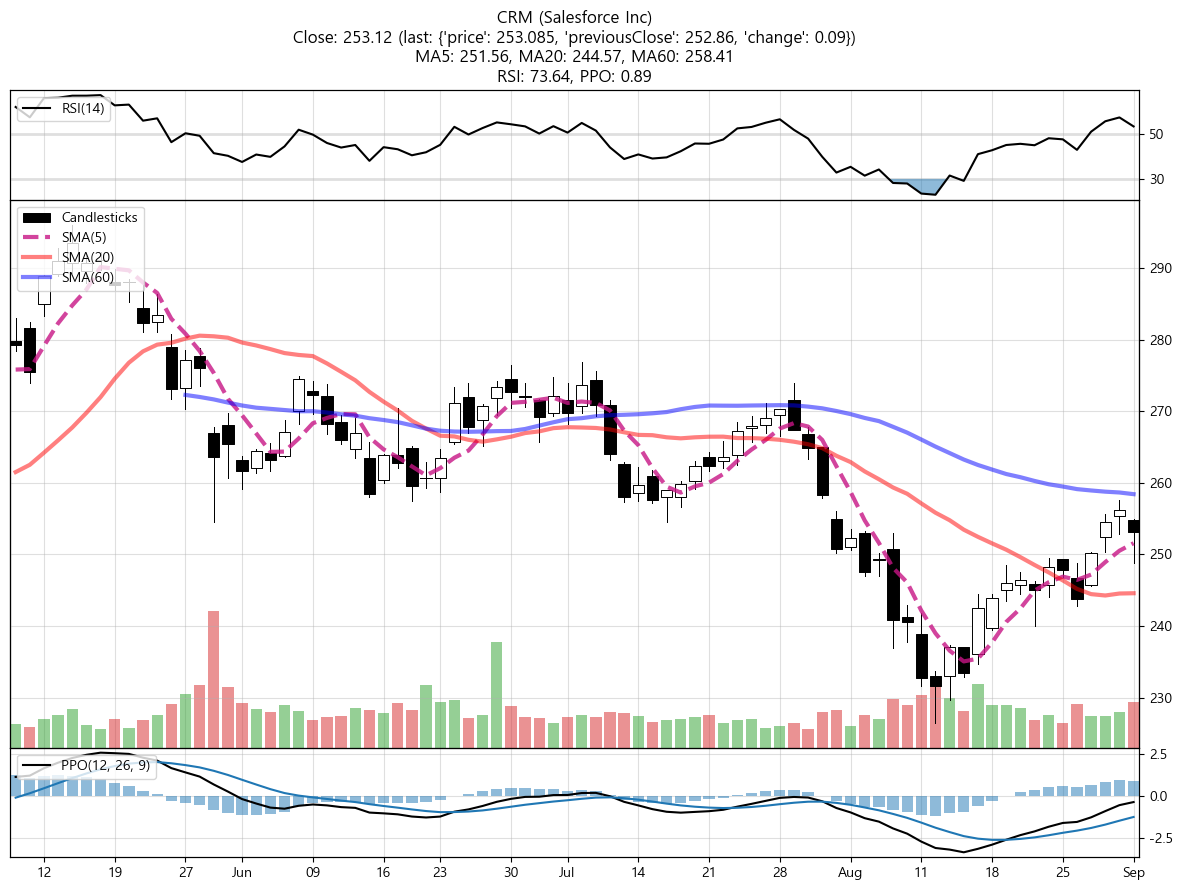 CRM (Salesforce Inc)
Close: 253.12 (last: {'price': 253.085, 'previousClose': 252.86, 'change': 0.09})
MA5: 251.56, MA20: 244.57, MA60: 258.41
RSI: 73.64, PPO: 0.89
RSI(14)
50
30
Candlesticks
SMA(5)
SMA(20)
SMA(60)
290
280
270
260
250
240
230
PPO(12, 26, 9)
2.5
0.0
-2.5
12 19 27 Jun 09 16 23 30 Jul 14 21 28 Aug 11 18 25 Sep